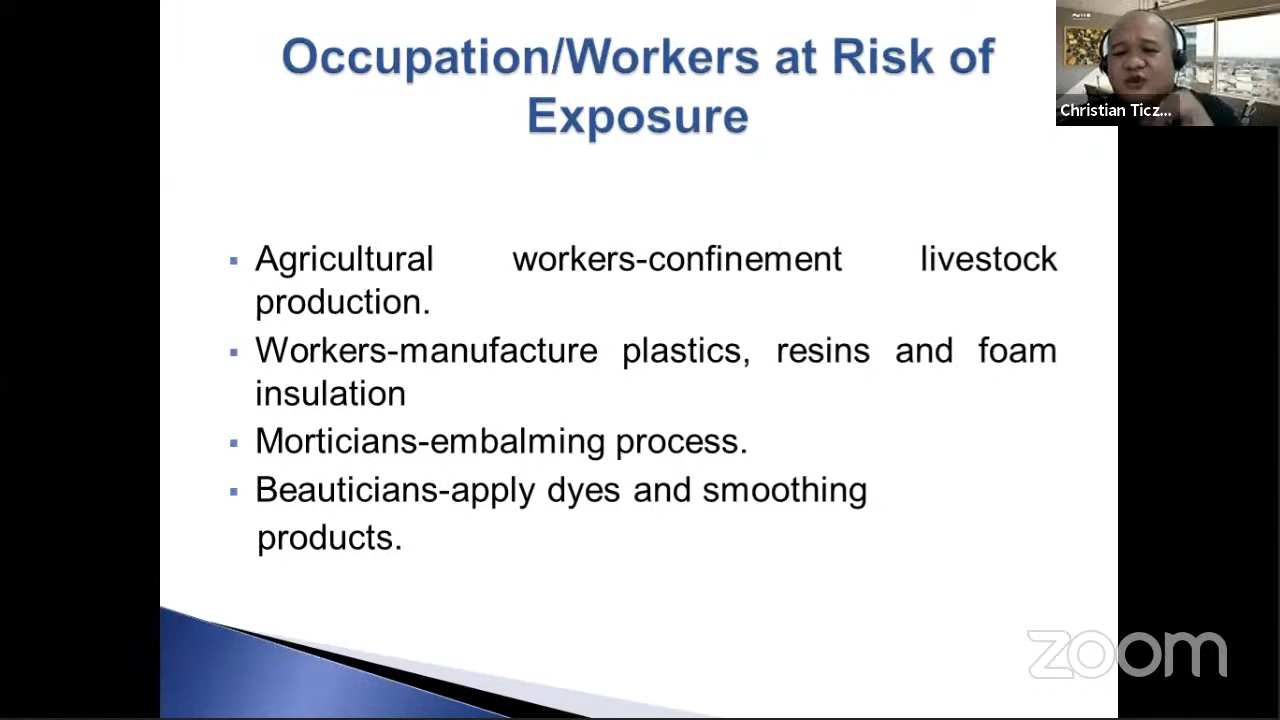 Occupation/Workers at Risk of
Exposure
Christian Ticz...
▪ Agricultural workers-confinement livestock
production.
▪ Workers-manufacture plastics, resins and foam
insulation
▪ Morticians-embalming process.
▪ Beauticians-apply dyes and smoothing
products.
zoom